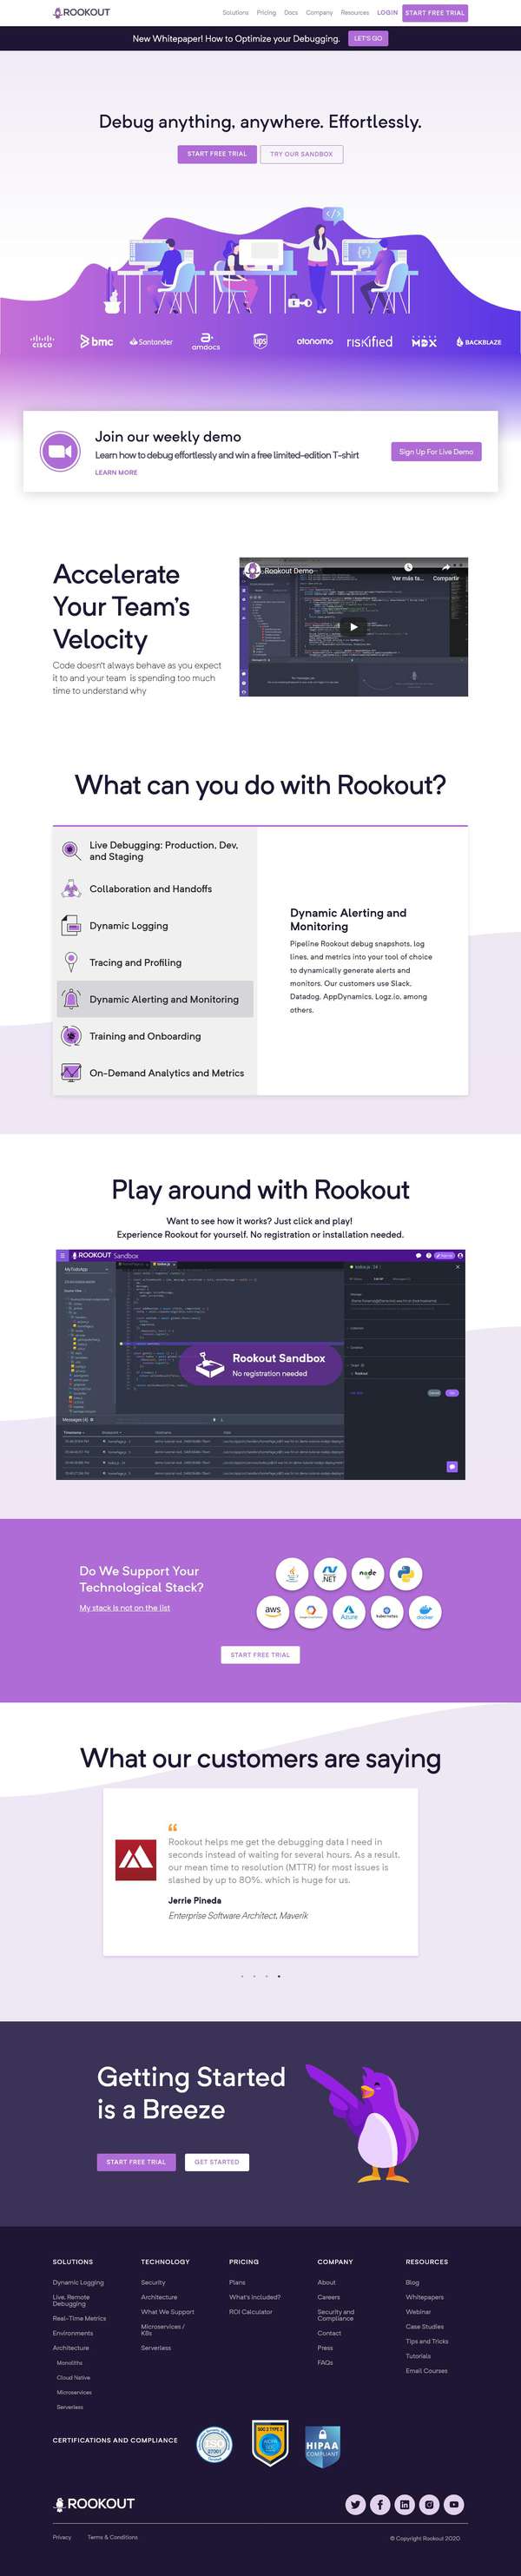 ROOKOUT
Solutions Pricing Docs Company Resources LOGIN START FREE TRIAL
New Whitepaper! How to Optimize your Debugging. LET'S GO
Debug anything, anywhere. Effortlessly.
START FREE TRIAL TRY OUR SANDBOX
</>
{≡}
CISCO bmc Santander amdocs ups otonomo rısĸified MDX BACKBLAZE
Join our weekly demo
Learn how to debug effortlessly and win a free limited-edition T-shirt
LEARN MORE
Sign Up For Live Demo
Accelerate
Your Team's
Velocity
Code doesn't always behave as you expect
it to and your team is spending too much
time to understand why
Rookout Demo
Ver más ta... Compartir
What can you do with Rookout?
Live Debugging: Production, Dev,
and Staging
Collaboration and Handoffs
Dynamic Logging
Tracing and Profiling
Dynamic Alerting and Monitoring
Training and Onboarding
On-Demand Analytics and Metrics
Dynamic Alerting and
Monitoring
Pipeline Rookout debug snapshots, log
lines, and metrics into your tool of choice
to dynamically generate alerts and
monitors. Our customers use Slack,
Datadog, AppDynamics, Logz.io, among
others.
Play around with Rookout
Want to see how it works? Just click and play!
Experience Rookout for yourself. No registration or installation needed.
ROOKOUT Sandbox
Rookout Sandbox
No registration needed
Do We Support Your
Technological Stack?
My stack is not on the list
.NET node
aws Azure kubernetes docker
START FREE TRIAL
What our customers are saying
“
Rookout helps me get the debugging data I need in
seconds instead of waiting for several hours. As a result,
our mean time to resolution (MTTR) for most issues is
slashed by up to 80%, which is huge for us.
Jerrie Pineda
Enterprise Software Architect, Maverik
Getting Started
is a Breeze
START FREE TRIAL GET STARTED
SOLUTIONS
Dynamic Logging
Live, Remote
Debugging
Real-Time Metrics
Environments
Architecture
Monoliths
Cloud Native
Microservices
Serverless
TECHNOLOGY
Security
Architecture
What We Support
Microservices /
K8s
Serverless
PRICING
Plans
What's Included?
ROI Calculator
COMPANY
About
Careers
Security and
Compliance
Contact
Press
FAQs
RESOURCES
Blog
Whitepapers
Webinar
Case Studies
Tips and Tricks
Tutorials
Email Courses
CERTIFICATIONS AND COMPLIANCE
ISO
27001
SOC 2 TYPE 2
HIPAA
COMPLIANT
ROOKOUT
Privacy Terms & Conditions
© Copyright Rookout 2020